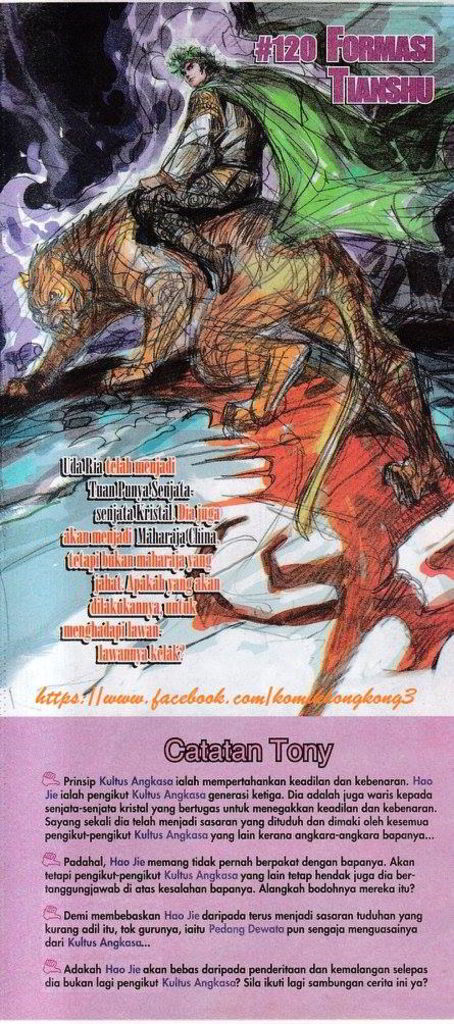 #120 FORMASI
TIANSHU
Uda Ria telah menjadi
Tuan Punya Senjata-
senjata Kristal. Dia juga
akan menjadi Maharaja China
tetapi bukan maharaja yang
jahat. Apakah yang akan
dilakukannya untuk
menghadapi lawan-
lawannya kelak?
https://www.facebook.com/komikhongkong3
Catatan Tony
Prinsip Kultus Angkasa ialah mempertahankan keadilan dan kebenaran. Hao
Jie ialah pengikut Kultus Angkasa generasi ketiga. Dia adalah juga waris kepada
senjata-senjata kristal yang bertugas untuk menegakkan keadilan dan kebenaran.
Sayang sekali dia telah menjadi sasaran yang dituduh dan dimaki oleh kesemua
pengikut-pengikut Kultus Angkasa yang lain kerana angkara-angkara bapanya...
Padahal, Hao Jie memang tidak pernah berpakat dengan bapanya. Akan
tetapi pengikut-pengikut Kultus Angkasa yang lain tetap hendak juga dia ber-
tanggungjawab di atas kesalahan bapanya. Alangkah bodohnya mereka itu?
Demi membebaskan Hao Jie daripada terus menjadi sasaran tuduhan yang
kurang adil itu, tok gurunya, iaitu Pedang Dewata pun sengaja menguasainya
dari Kultus Angkasa...
Adakah Hao Jie akan bebas daripada penderitaan dan kemalangan selepas
dia bukan lagi pengikut Kultus Angkasa? Sila ikuti lagi sambungan cerita ini ya?